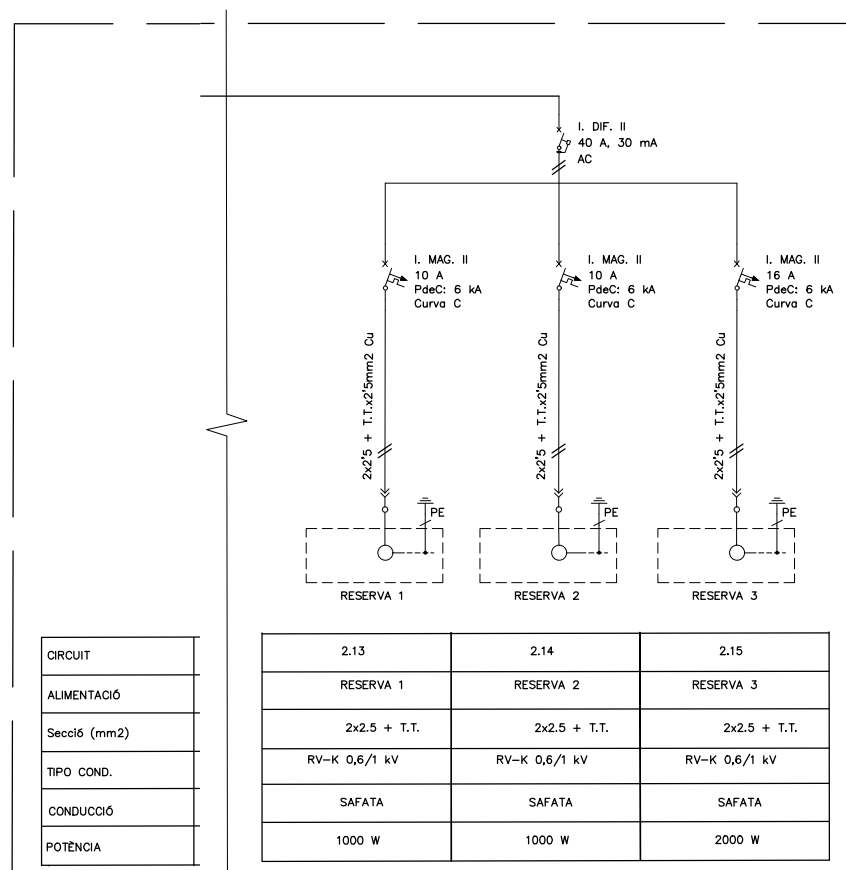 I. DIF. II
40 A, 30 mA
AC
I. MAG. II
10 A
PdeC: 6 kA
Curva C
I. MAG. II
10 A
PdeC: 6 kA
Curva C
I. MAG. II
16 A
PdeC: 6 kA
Curva C
2x2'5 + T.T.x2'5mm2 Cu
2x2'5 + T.T.x2'5mm2 Cu
2x2'5 + T.T.x2'5mm2 Cu
PE
PE
PE
RESERVA 1
RESERVA 2
RESERVA 3
CIRCUIT 2.13 2.14 2.15
ALIMENTACIÓ RESERVA 1 RESERVA 2 RESERVA 3
Secció (mm2) 2x2.5 + T.T. 2x2.5 + T.T. 2x2.5 + T.T.
TIPO COND. RV-K 0,6/1 kV RV-K 0,6/1 kV RV-K 0,6/1 kV
CONDUCCIÓ SAFATA SAFATA SAFATA
POTÈNCIA 1000 W 1000 W 2000 W